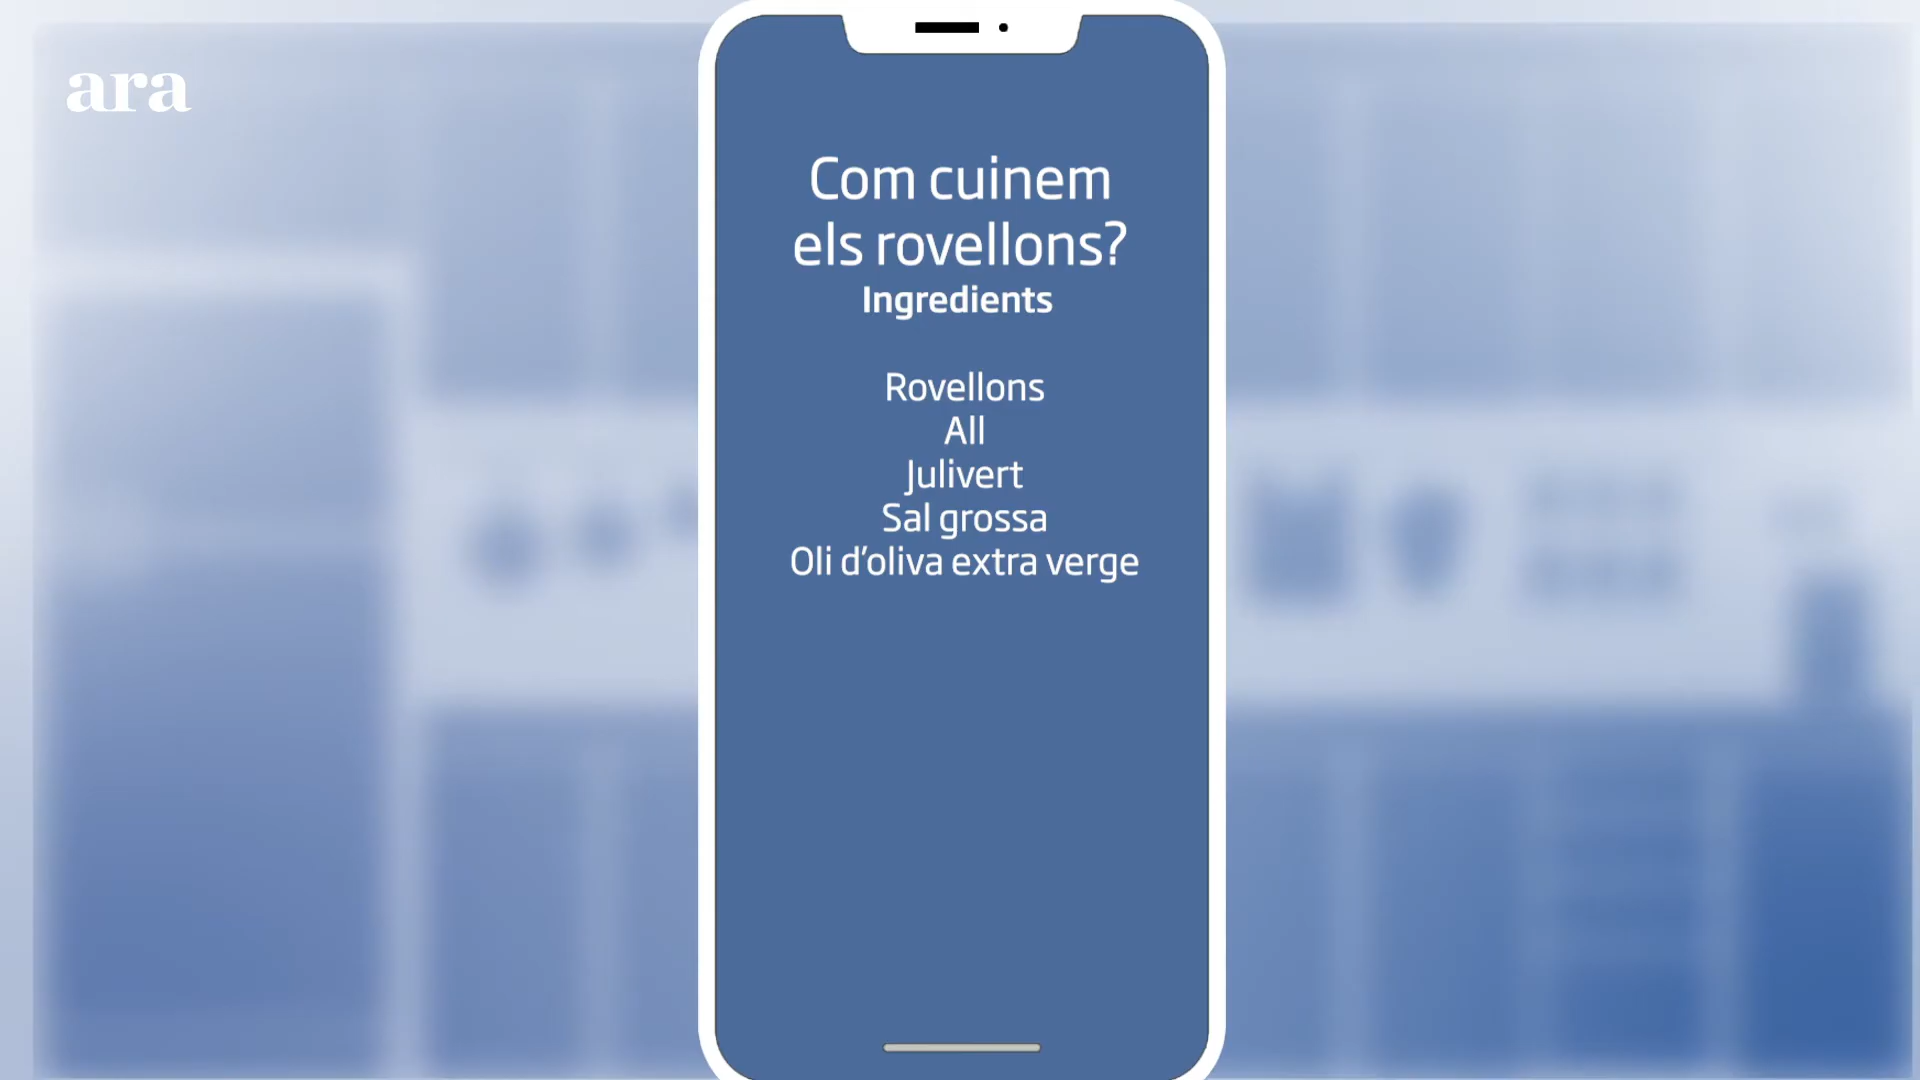 ara
Com cuinem
els rovellons?
Ingredients
Rovellons
All
Julivert
Sal grossa
Oli d’oliva extra verge